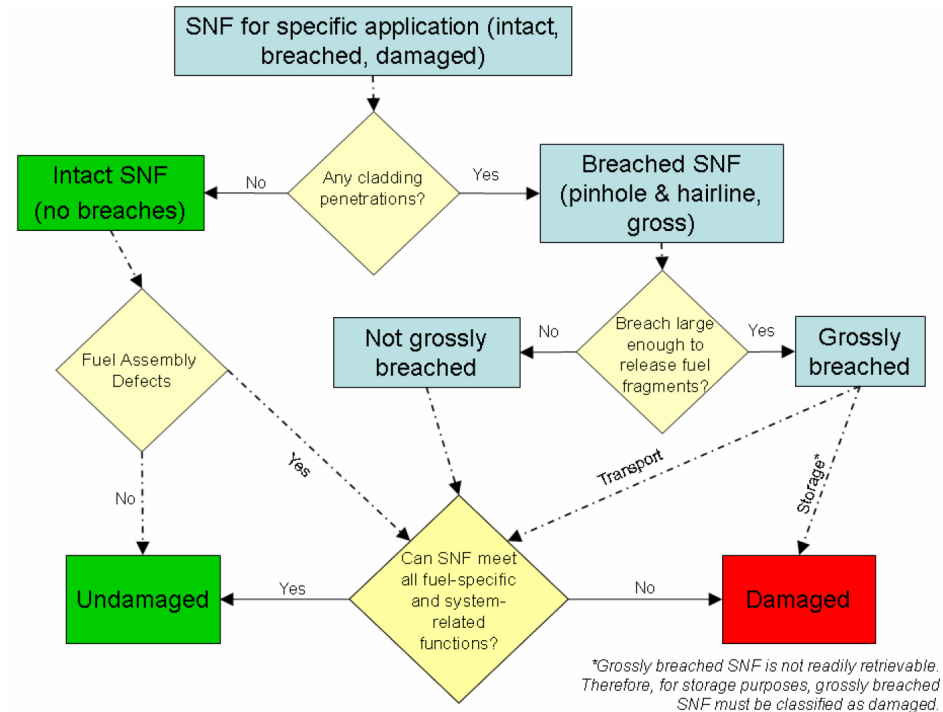 SNF for specific application (intact,
breached, damaged)
Any cladding
penetrations?
No
Yes
Intact SNF
(no breaches)
Breached SNF
(pinhole & hairline,
gross)
Fuel Assembly
Defects
Not grossly
breached
No
Breach large
enough to
release fuel
fragments?
Yes
Grossly
breached
Yes
Transport
Storage*
No
Undamaged
Yes
Can SNF meet
all fuel-specific
and system-
related
functions?
No
Damaged
*Grossly breached SNF is not readily retrievable.
Therefore, for storage purposes, grossly breached
SNF must be classified as damaged.